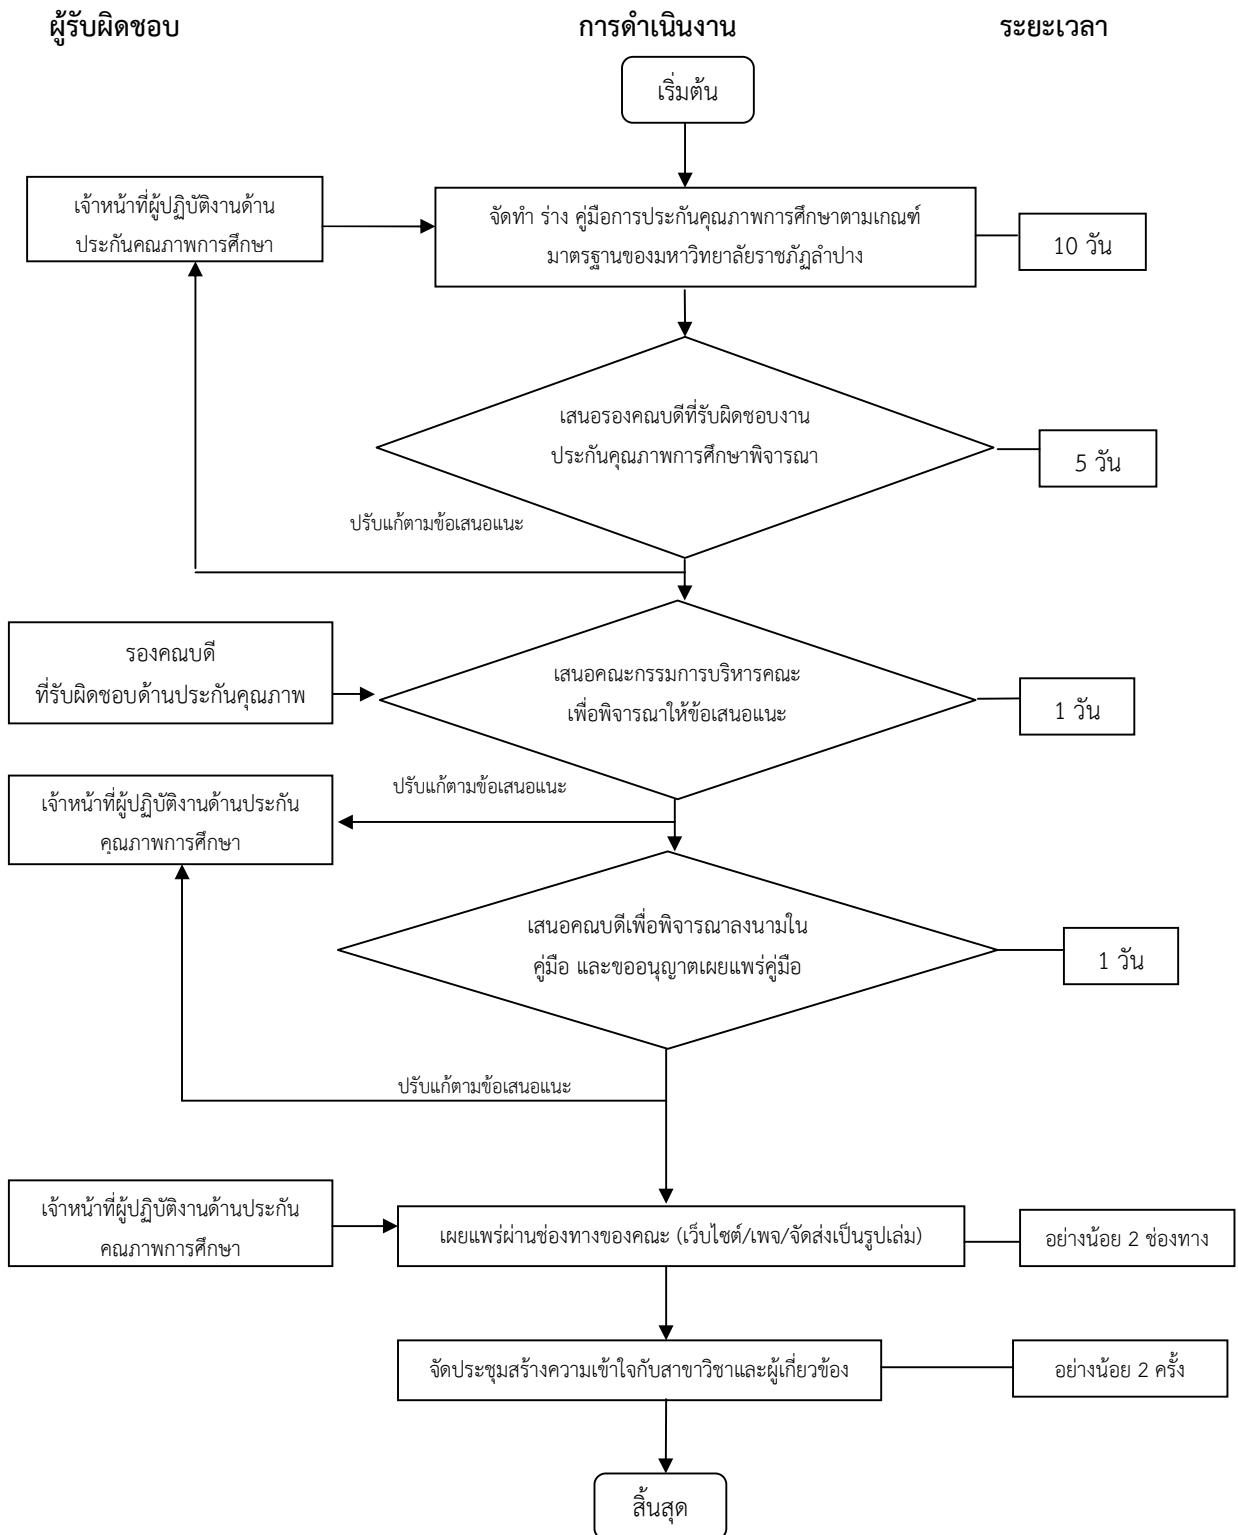 ผู้รับผิดชอบ
การดำเนินงาน
ระยะเวลา
เริ่มต้น
เจ้าหน้าที่ผู้ปฏิบัติงานด้าน
ประกันคุณภาพการศึกษา
จัดทำ ร่าง คู่มือการประกันคุณภาพการศึกษาตามเกณฑ์
มาตรฐานของมหาวิทยาลัยราชภัฏลำปาง
10 วัน
เสนอรองคณบดีที่รับผิดชอบงาน
ประกันคุณภาพการศึกษาพิจารณา
5 วัน
ปรับแก้ตามข้อเสนอแนะ
รองคณบดี
ที่รับผิดชอบด้านประกันคุณภาพ
เสนอคณะกรรมการบริหารคณะ
เพื่อพิจารณาให้ข้อเสนอแนะ
1 วัน
ปรับแก้ตามข้อเสนอแนะ
เจ้าหน้าที่ผู้ปฏิบัติงานด้านประกัน
คุณภาพการศึกษา
เสนอคณบดีเพื่อพิจารณาลงนามใน
คู่มือ และขออนุญาตเผยแพร่คู่มือ
1 วัน
ปรับแก้ตามข้อเสนอแนะ
เจ้าหน้าที่ผู้ปฏิบัติงานด้านประกัน
คุณภาพการศึกษา
เผยแพร่ผ่านช่องทางของคณะ (เว็บไซต์/เพจ/จัดส่งเป็นรูปเล่ม)
อย่างน้อย 2 ช่องทาง
จัดประชุมสร้างความเข้าใจกับสาขาวิชาและผู้เกี่ยวข้อง
อย่างน้อย 2 ครั้ง
สิ้นสุด